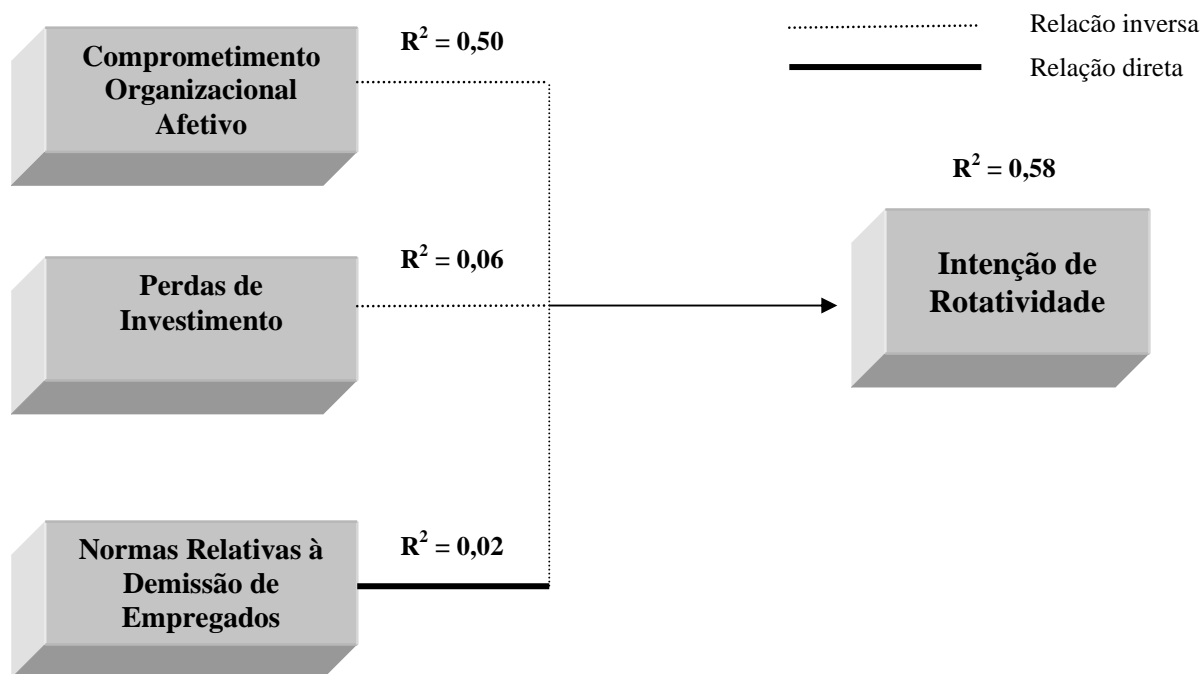 R² = 0,50
Relacão inversa
Comprometimento
Organizacional
Afetivo
Relação direta
R² = 0,58
R² = 0,06
Perdas de
Investimento
Intenção de
Rotatividade
R² = 0,02
Normas Relativas à
Demissão de
Empregados